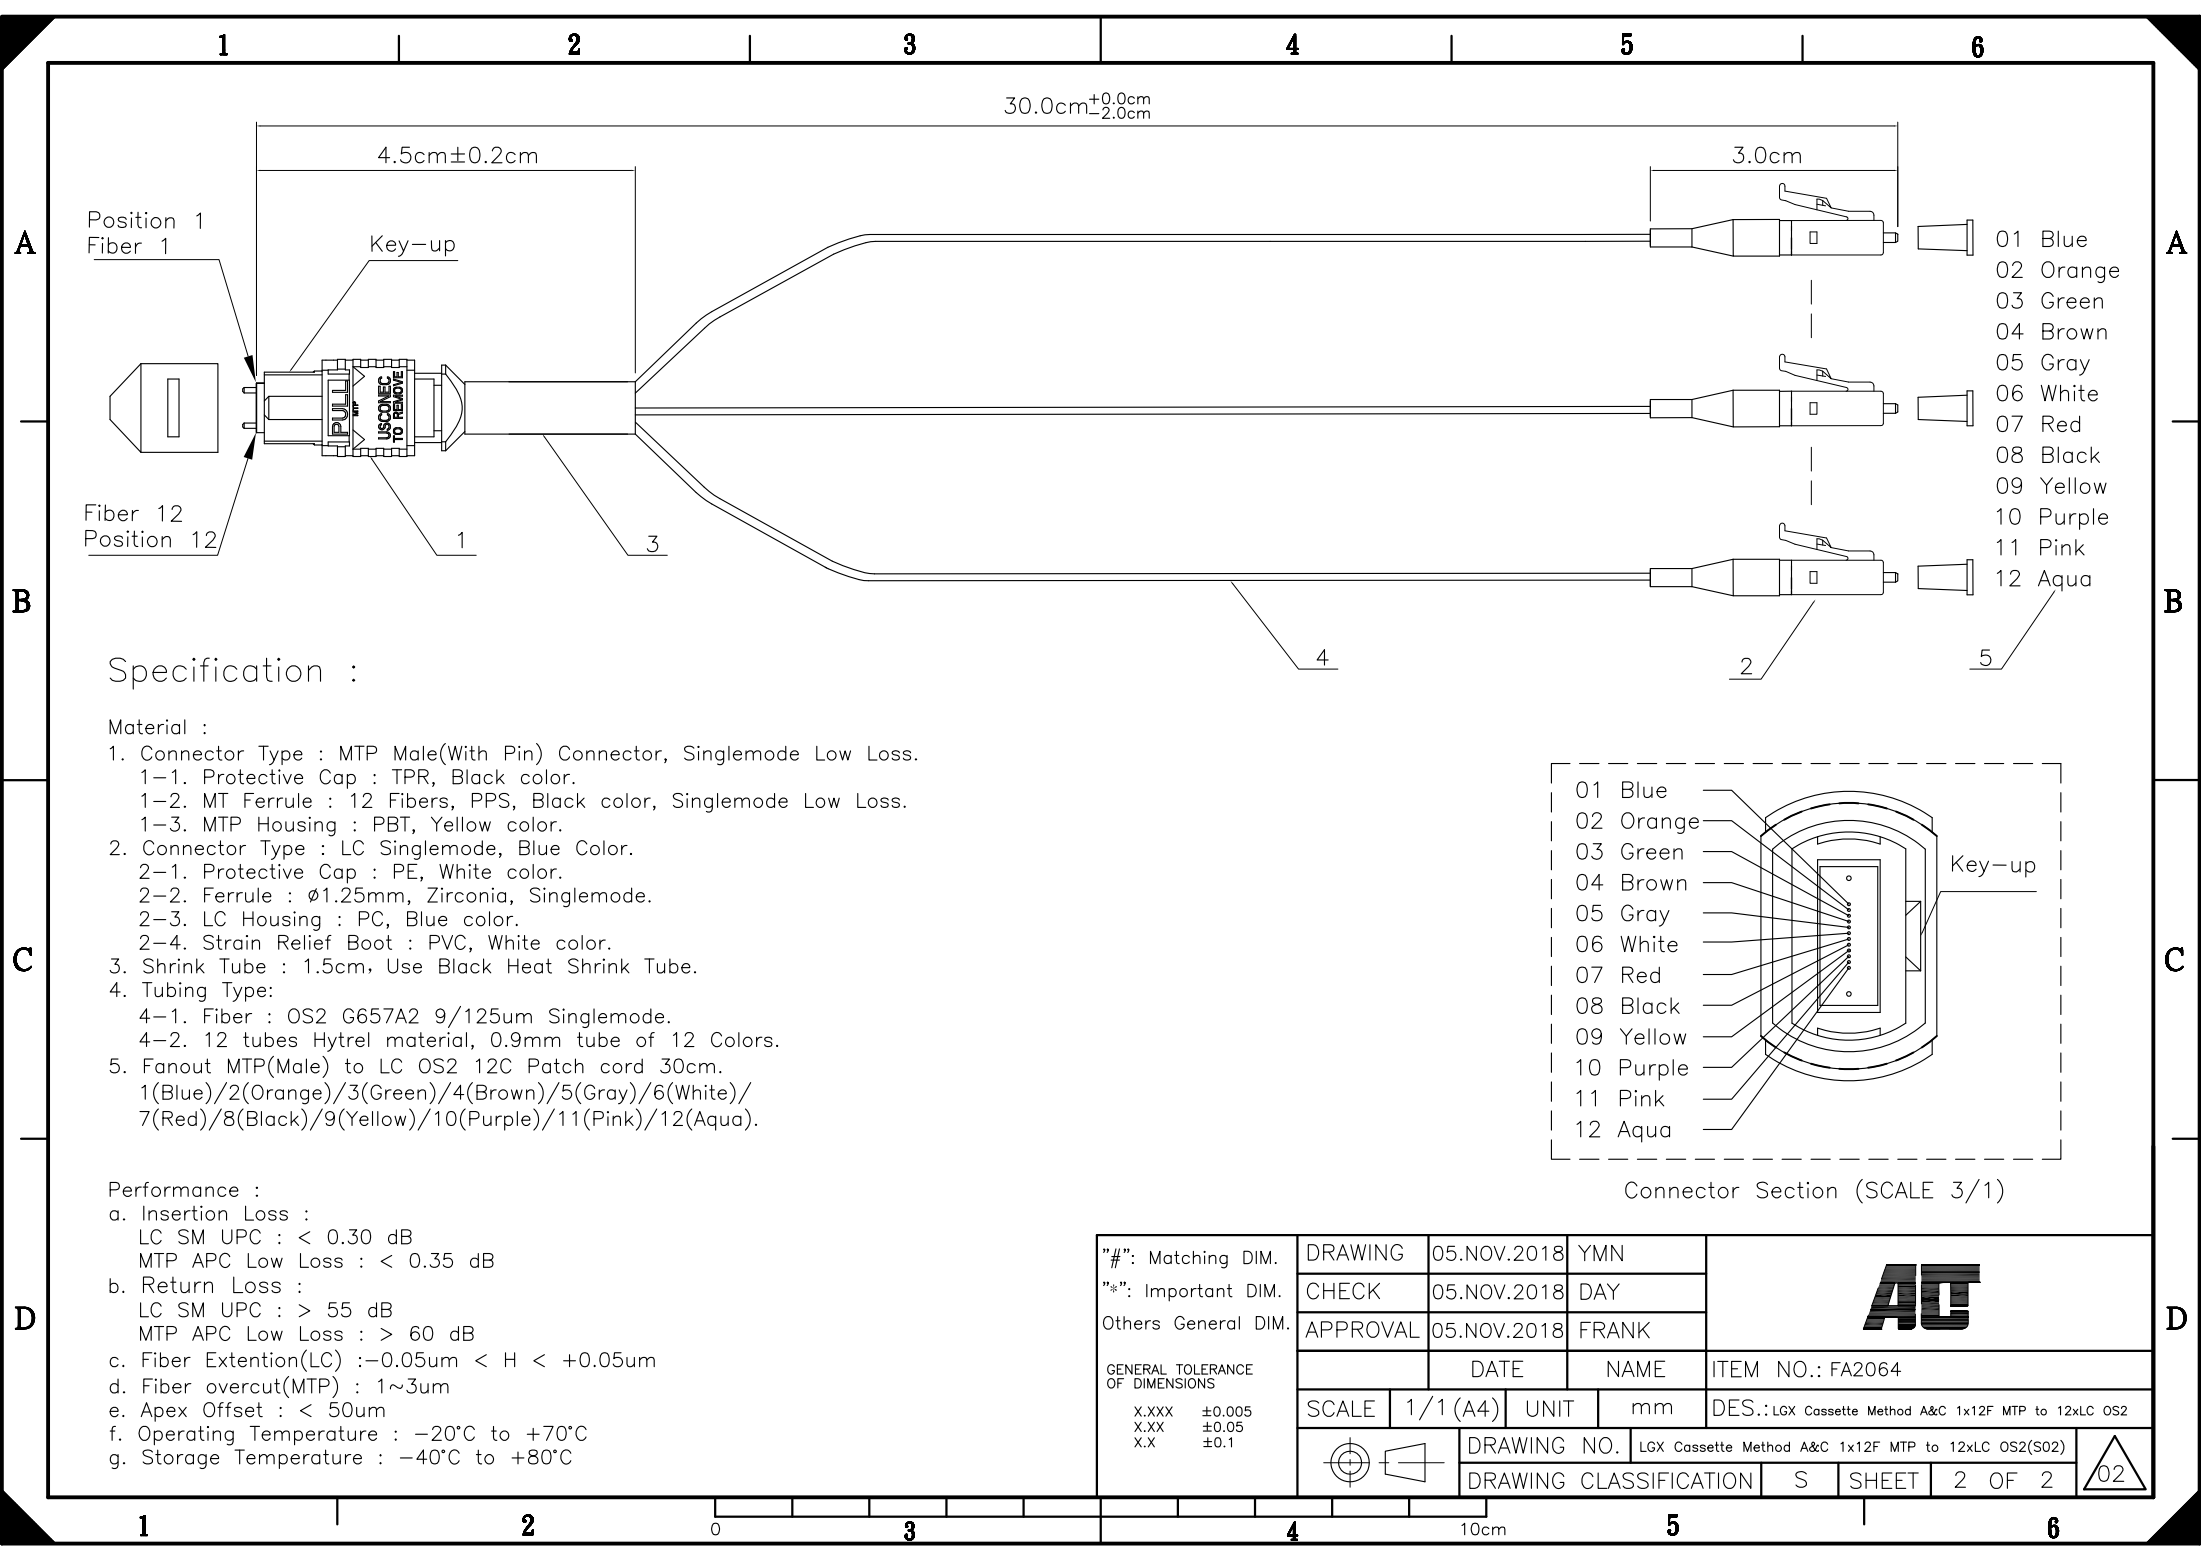 1 2 3 4 5 6
30.0cm+0.0cm -2.0cm
4.5cm±0.2cm
3.0cm
Position 1
Fiber 1
Key-up
PULL
MTP
USCONEC
TO REMOVE
Fiber 12
Position 12
1
3
4
2
5
01 Blue
02 Orange
03 Green
04 Brown
05 Gray
06 White
07 Red
08 Black
09 Yellow
10 Purple
11 Pink
12 Aqua
A
A
B
B
C
C
D
D
Specification :
Material :
1. Connector Type : MTP Male(With Pin) Connector, Singlemode Low Loss.
1-1. Protective Cap : TPR, Black color.
1-2. MT Ferrule : 12 Fibers, PPS, Black color, Singlemode Low Loss.
1-3. MTP Housing : PBT, Yellow color.
2. Connector Type : LC Singlemode, Blue Color.
2-1. Protective Cap : PE, White color.
2-2. Ferrule : ø1.25mm, Zirconia, Singlemode.
2-3. LC Housing : PC, Blue color.
2-4. Strain Relief Boot : PVC, White color.
3. Shrink Tube : 1.5cm, Use Black Heat Shrink Tube.
4. Tubing Type:
4-1. Fiber : OS2 G657A2 9/125um Singlemode.
4-2. 12 tubes Hytrel material, 0.9mm tube of 12 Colors.
5. Fanout MTP(Male) to LC OS2 12C Patch cord 30cm.
1(Blue)/2(Orange)/3(Green)/4(Brown)/5(Gray)/6(White)/
7(Red)/8(Black)/9(Yellow)/10(Purple)/11(Pink)/12(Aqua).
Performance :
a. Insertion Loss :
LC SM UPC : < 0.30 dB
MTP APC Low Loss : < 0.35 dB
b. Return Loss :
LC SM UPC : > 55 dB
MTP APC Low Loss : > 60 dB
c. Fiber Extention(LC) :-0.05um < H < +0.05um
d. Fiber overcut(MTP) : 1~3um
e. Apex Offset : < 50um
f. Operating Temperature : -20°C to +70°C
g. Storage Temperature : -40°C to +80°C
01 Blue
02 Orange
03 Green
04 Brown
05 Gray
06 White
07 Red
08 Black
09 Yellow
10 Purple
11 Pink
12 Aqua
Key-up
Connector Section (SCALE 3/1)
"#": Matching DIM.
"*": Important DIM.
Others General DIM.
GENERAL TOLERANCE
OF DIMENSIONS
X.XXX ±0.005
X.XX ±0.05
X.X ±0.1
DRAWING 05.NOV.2018 YMN
CHECK 05.NOV.2018 DAY
APPROVAL 05.NOV.2018 FRANK
DATE NAME
ACT
ITEM NO.: FA2064
SCALE 1/1 (A4) UNIT mm
DES.: LGX Cassette Method A&C 1x12F MTP to 12xLC OS2
DRAWING NO. LGX Cassette Method A&C 1x12F MTP to 12xLC OS2(S02)
DRAWING CLASSIFICATION S SHEET 2 OF 2
02
0 10cm
1 2 3 4 5 6